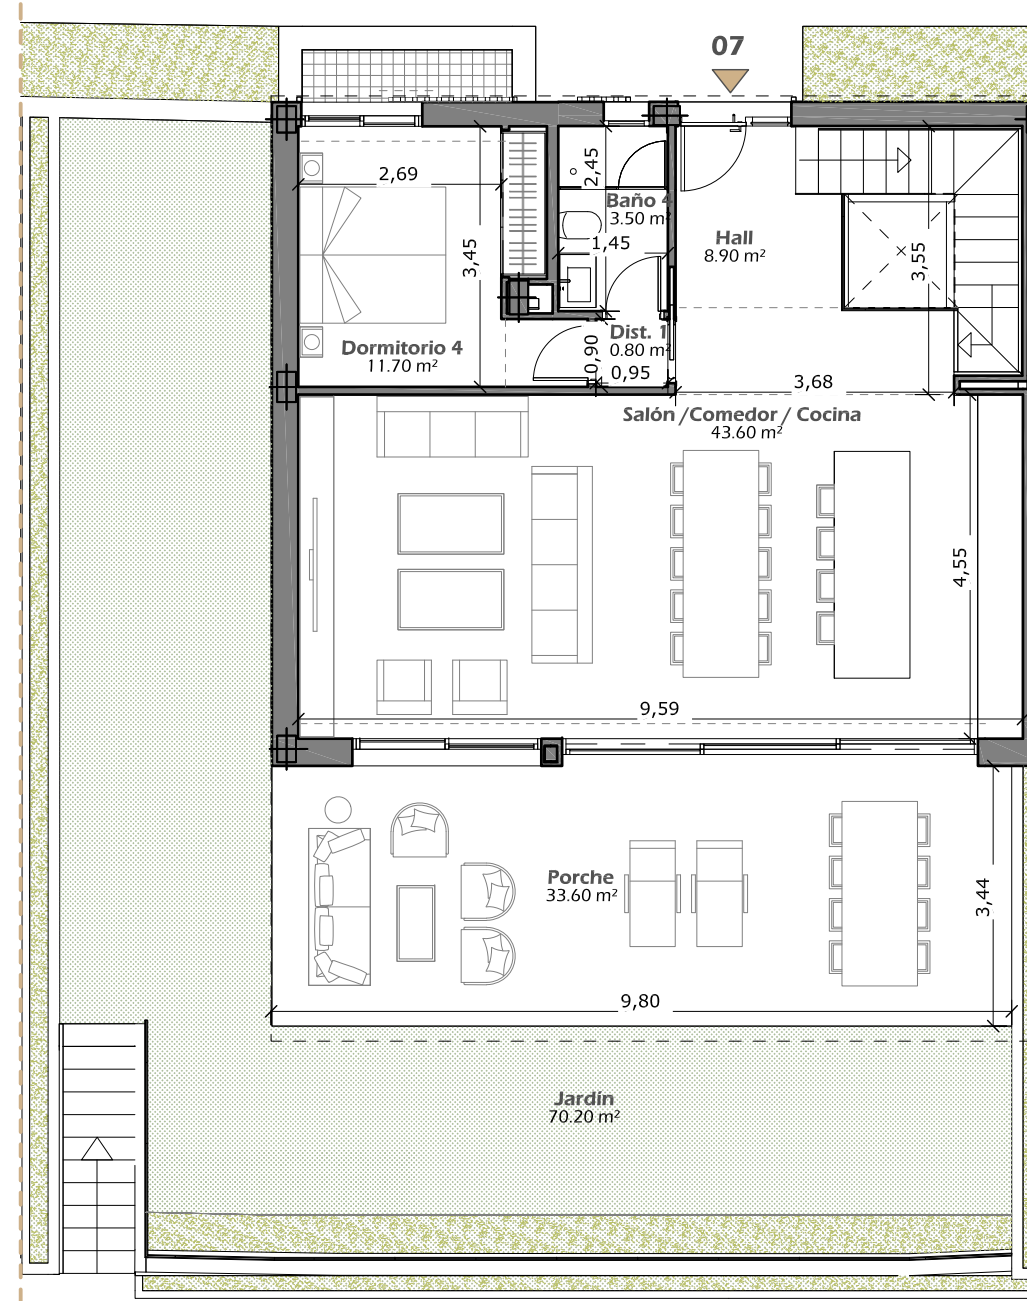 07
2,45
2,69
Baño 4
3.50 m²
1,45
Hall
8.90 m²
3,45
3,55
Dormitorio 4
11.70 m²
Dist. 1
0.80 m²
0,90
0,95
3,68
Salón /Comedor / Cocina
43.60 m²
4,55
9,59
Porche
33.60 m²
3,44
9,80
Jardín
70.20 m²